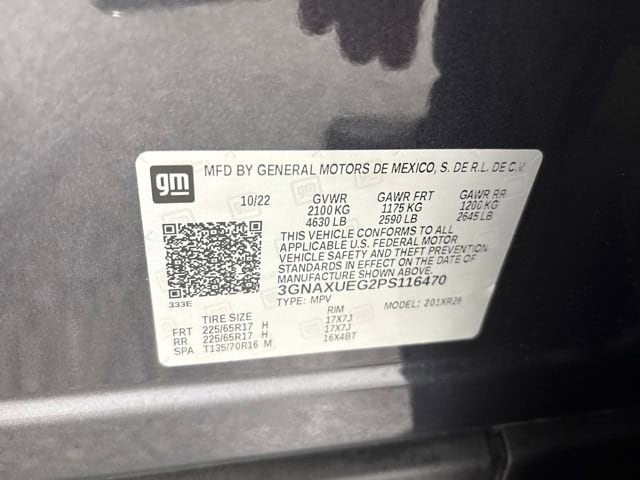 gm
MFD BY GENERAL MOTORS DE MEXICO, S. DE R.L. DE C.V.
10/22 GVWR GAWR FRT GAWR RR
2100 KG 1175 KG 1200 KG
4630 LB 2590 LB 2645 LB
THIS VEHICLE CONFORMS TO ALL
APPLICABLE U.S. FEDERAL MOTOR
VEHICLE SAFETY AND THEFT PREVENTION
STANDARDS IN EFFECT ON THE DATE OF
MANUFACTURE SHOWN ABOVE.
333E
3GNAXUEG2PS116470
TYPE: MPV MODEL: 201XR26
TIRE SIZE RIM
FRT 225/65R17 H 17X7J
RR 225/65R17 H 17X7J
SPA T135/70R16 M 16X4BT